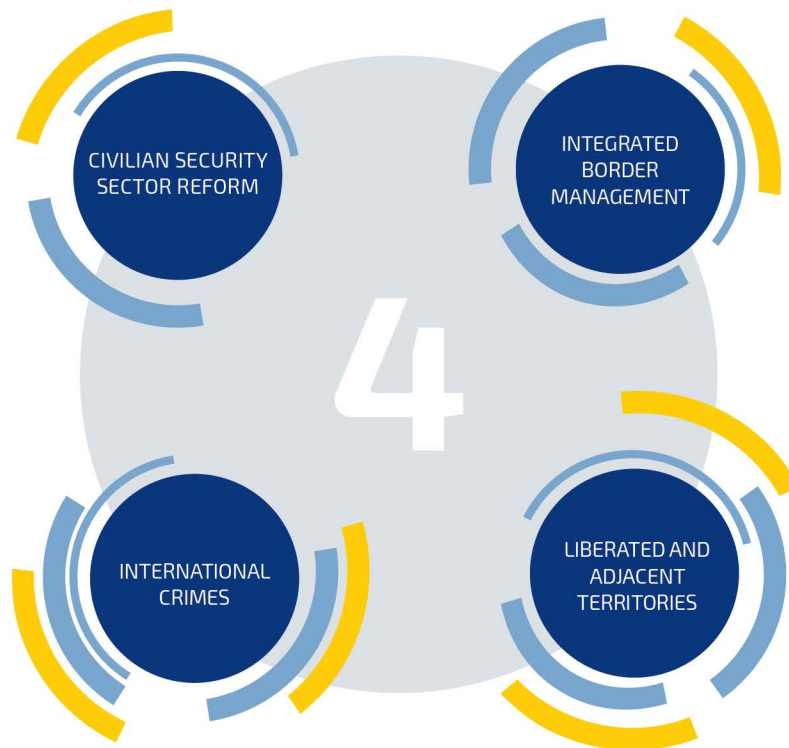 CIVILIAN SECURITY
SECTOR REFORM
INTEGRATED
BORDER
MANAGEMENT
4
INTERNATIONAL
CRIMES
LIBERATED AND
ADJACENT
TERRITORIES